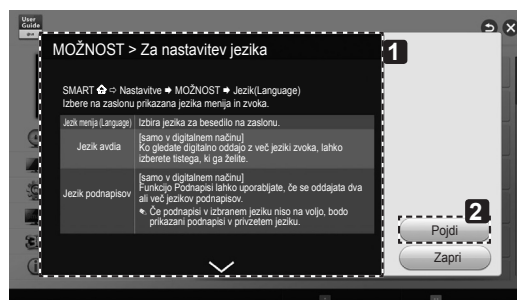 User
Guide
MOŽNOST > Za nastavitev jezika
1
SMART ⇨ Nastavitve ➡ MOŽNOST ➡ Jezik(Language)
Izbere na zaslonu prikazana jezika menija in zvoka.
Jezik menija (Language) Izbira jezika za besedilo na zaslonu.
Jezik avdia
[samo v digitalnem načinu]
Ko gledate digitalno oddajo z več jeziki zvoka, lahko
izberete tistega, ki ga želite.
Jezik podnapisov
[samo v digitalnem načinu]
Funkcijo Podnapisi lahko uporabljate, če se oddajata dva
ali več jezikov podnapisov.
Če podnapisi v izbranem jeziku niso na voljo, bodo
prikazani podnapisi v privzetem jeziku.
2
Pojdi
Zapri